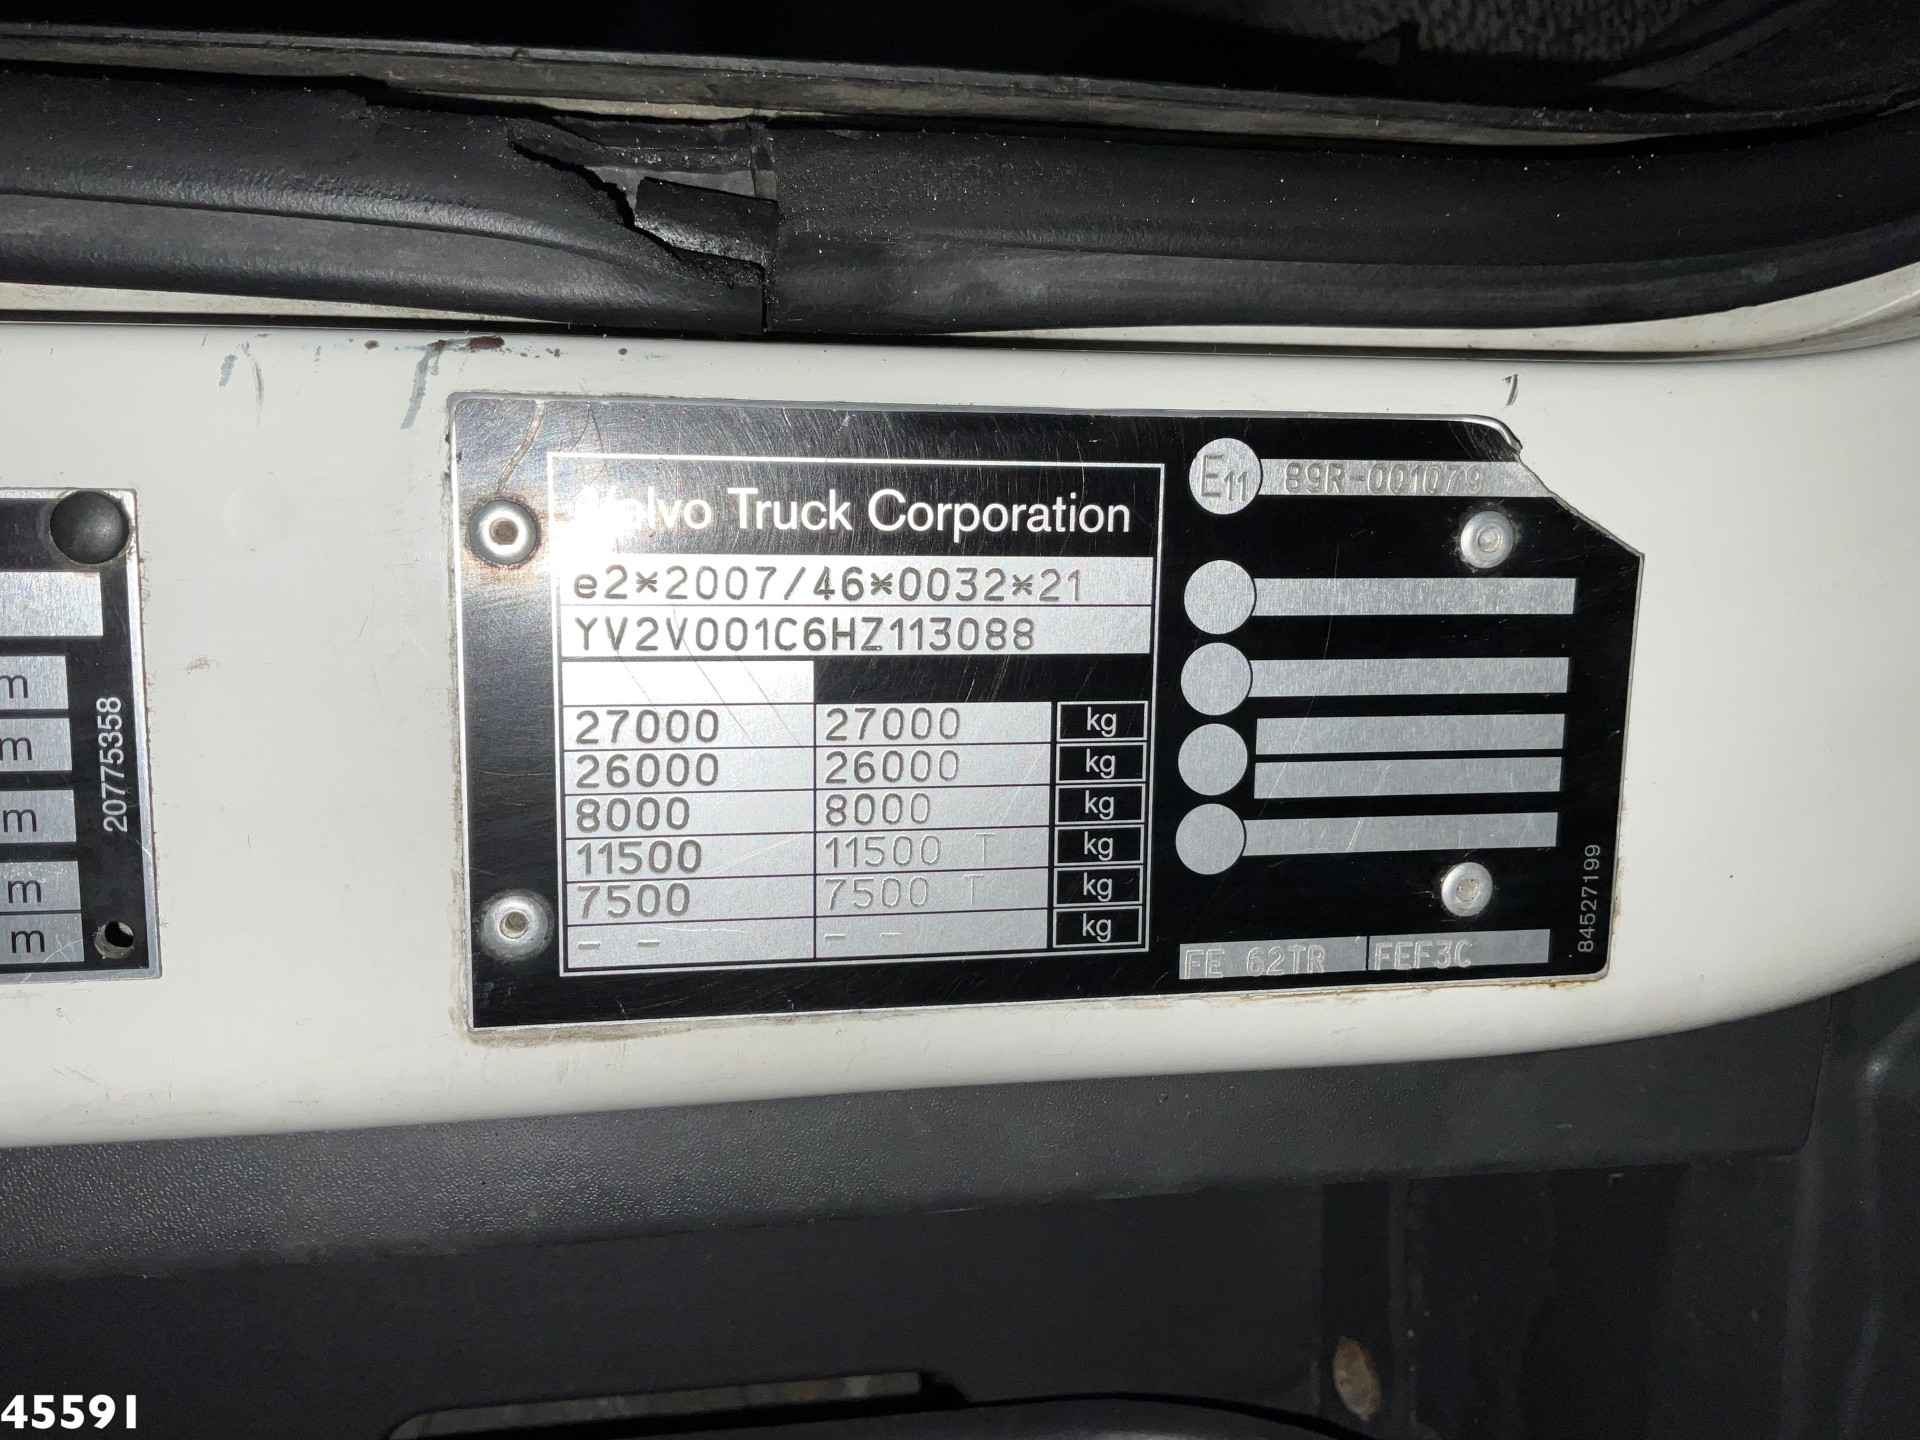 m
m
m
m
m
20775358
Volvo Truck Corporation
e2*2007/46*0032*21
YV2V001C6HZ113088
27000 27000 kg
26000 26000 kg
8000 8000 kg
11500 11500 T kg
7500 7500 T kg
- - - - kg
E11 89R-001079
FE 62TR FEF3C
84527199
45591